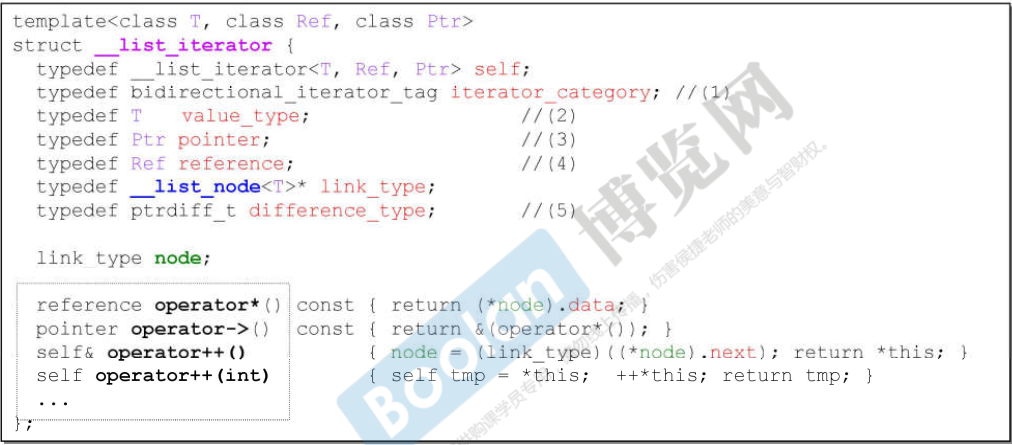 template<class T, class Ref, class Ptr>
struct __list_iterator {
typedef __list_iterator<T, Ref, Ptr> self;
typedef bidirectional_iterator_tag iterator_category; //(1)
typedef T value_type; //(2)
typedef Ptr pointer; //(3)
typedef Ref reference; //(4)
typedef __list_node<T>* link_type;
typedef ptrdiff_t difference_type; //(5)
link_type node;
reference operator*() const { return (*node).data; }
pointer operator->() const { return &(operator*()); }
self& operator++() { node = (link_type)((*node).next); return *this; }
self operator++(int) { self tmp = *this; ++*this; return tmp; }
...
};
Boolan
博览网
伤害侯捷老师的美意与智财权。